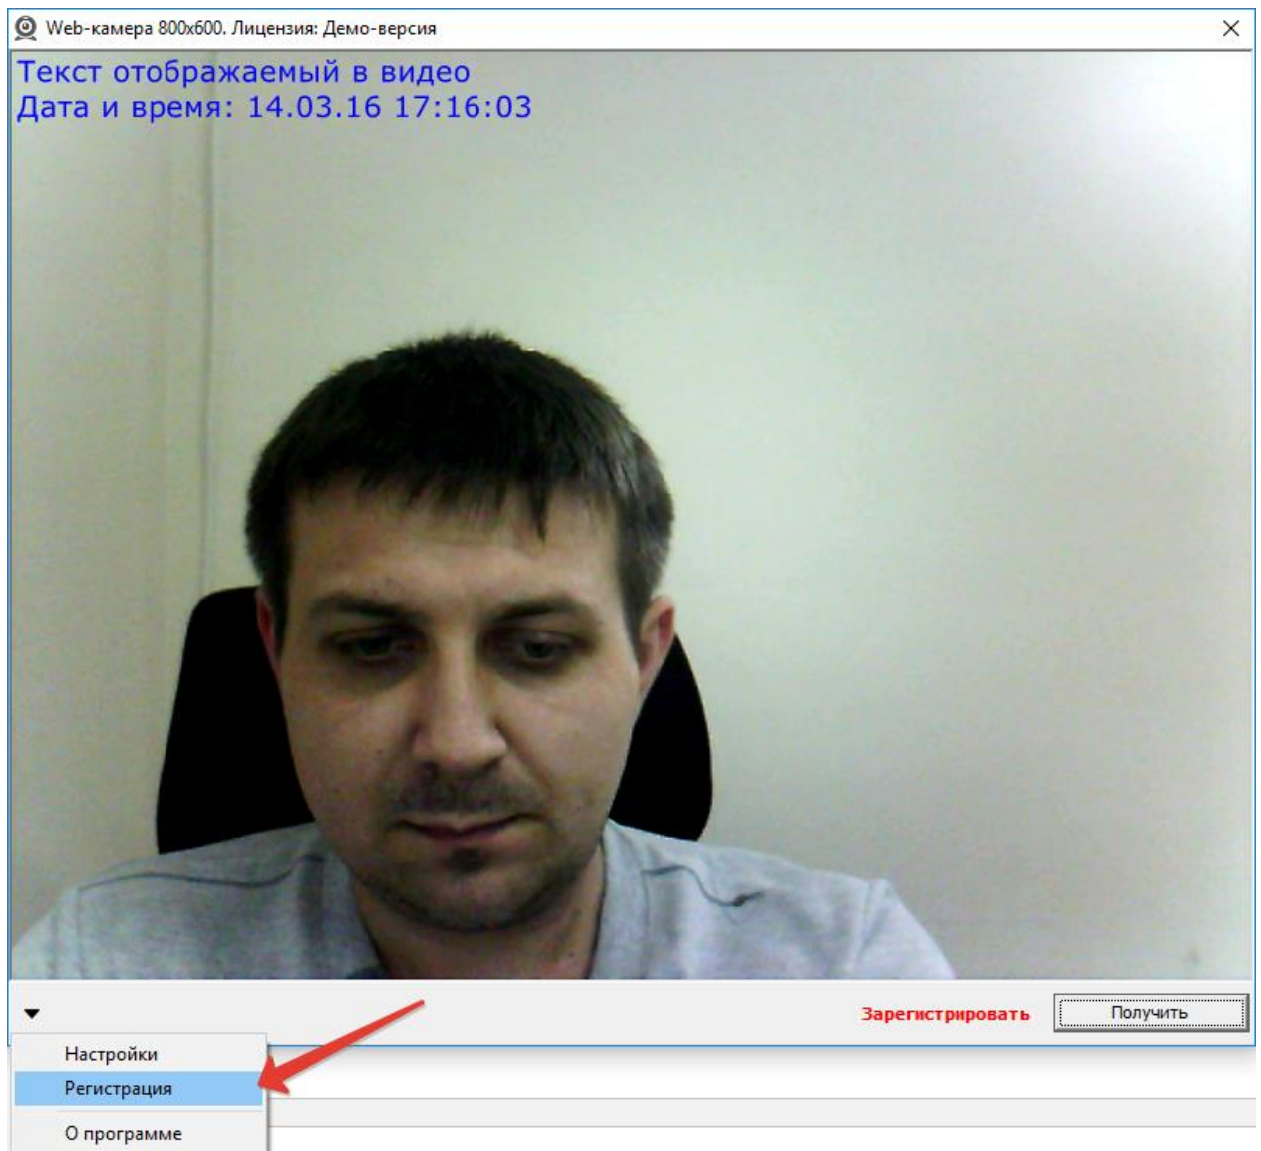 Web-камера 800x600. Лицензия: Демо-версия
Текст отображаемый в видео
Дата и время: 14.03.16 17:16:03
Зарегистрировать
Получить
Настройки
Регистрация
О программе